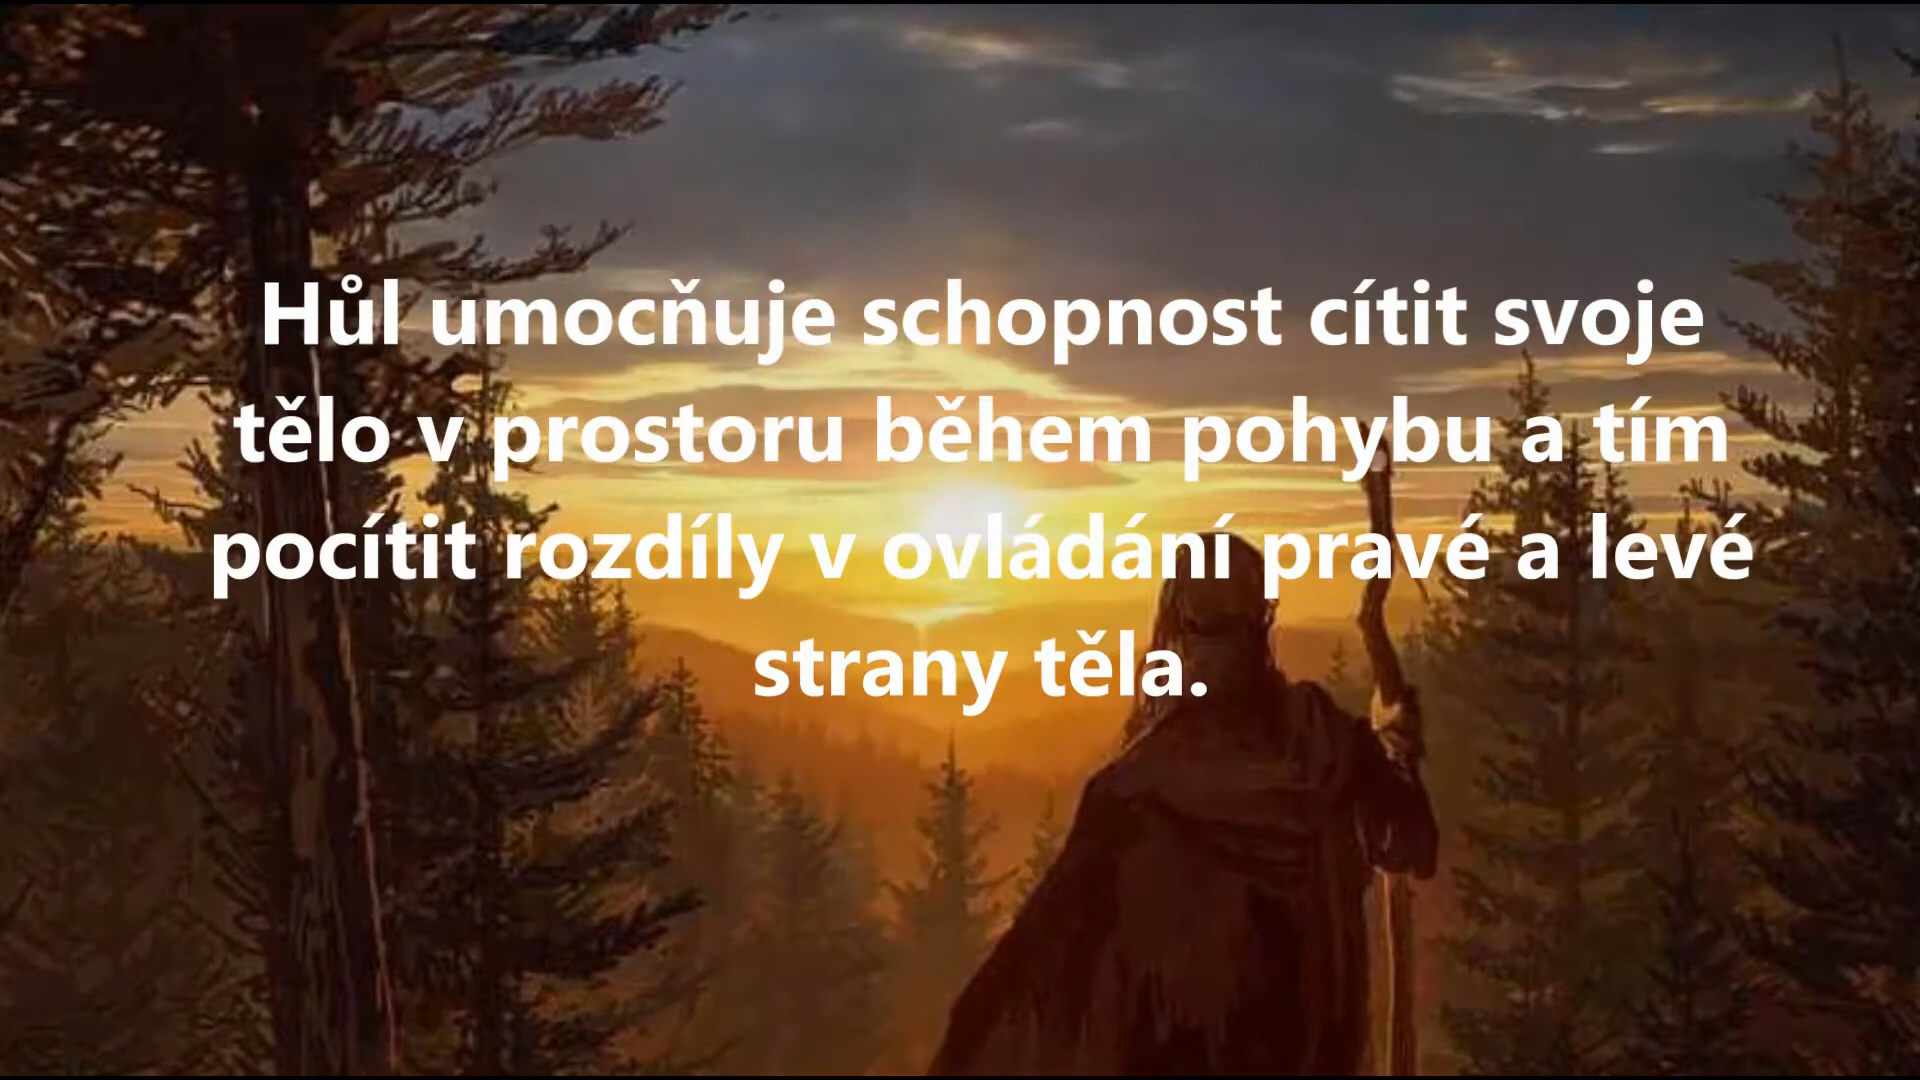 Hůl umocňuje schopnost cítit svoje
tělo v prostoru během pohybu a tím
pocítit rozdíly v ovládání pravé a levé
strany těla.